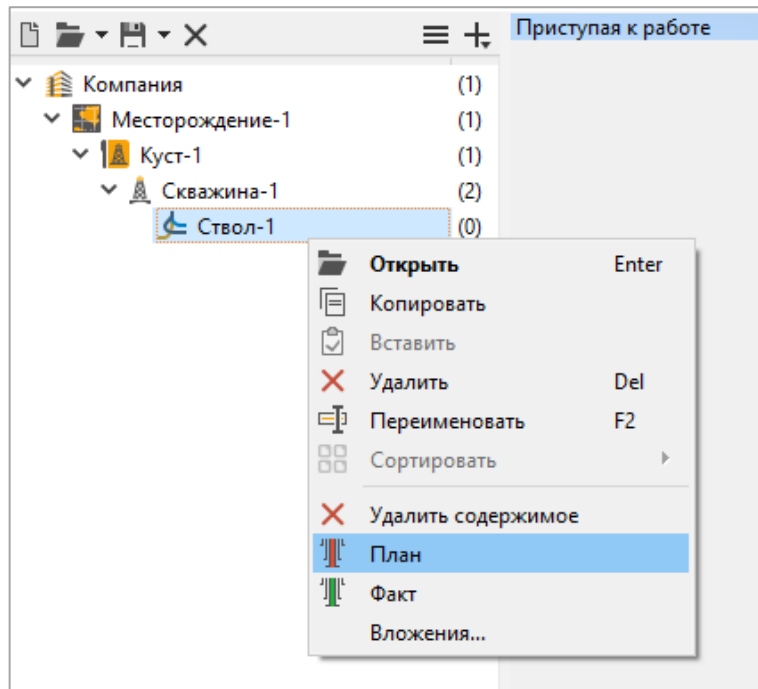 Приступая к работе
Компания (1)
Месторождение-1 (1)
Куст-1 (1)
Скважина-1 (2)
Ствол-1 (0)
Открыть Enter
Копировать
Вставить
Удалить Del
Переименовать F2
Сортировать
Удалить содержимое
План
Факт
Вложения...